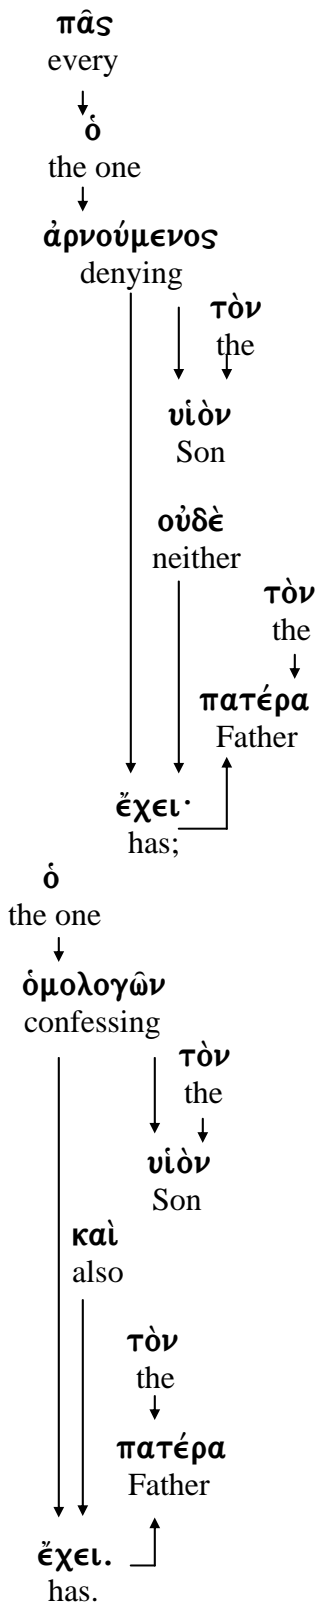 πᾶς
every
ὁ
the one
ἀρνούμενος
denying
τὸν
the
υἱὸν
Son
οὐδὲ
neither
τὸν
the
πατέρα
Father
ἔχει·
has;
ὁ
the one
ὁμολογῶν
confessing
τὸν
the
υἱὸν
Son
καὶ
also
τὸν
the
πατέρα
Father
ἔχει.
has.